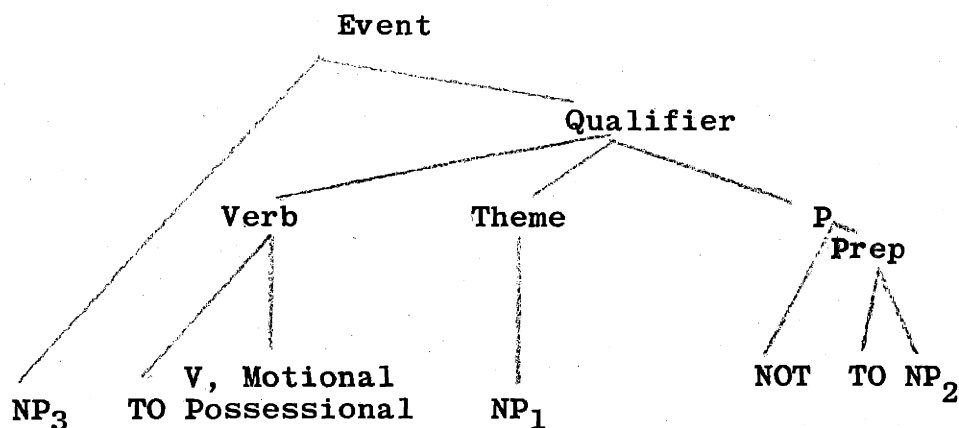 Event
Qualifier
Verb Theme P
Prep
V, Motional NOT TO NP2
NP3 TO Possessional NP1